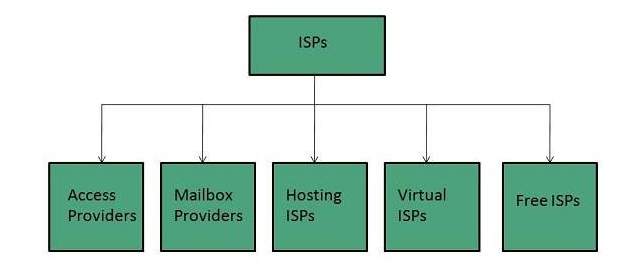 ISPs
Access
Providers
Mailbox
Providers
Hosting
ISPs
Virtual
ISPs
Free ISPs